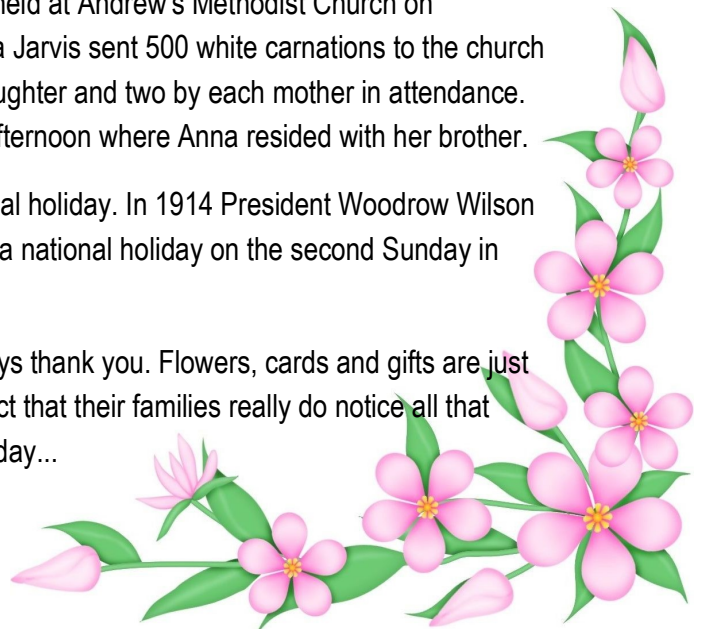 held at Andrew's Methodist Church on
a Jarvis sent 500 white carnations to the church
ughter and two by each mother in attendance.
fternoon where Anna resided with her brother.
al holiday. In 1914 President Woodrow Wilson
a national holiday on the second Sunday in
ys thank you. Flowers, cards and gifts are just
ct that their families really do notice all that
day...